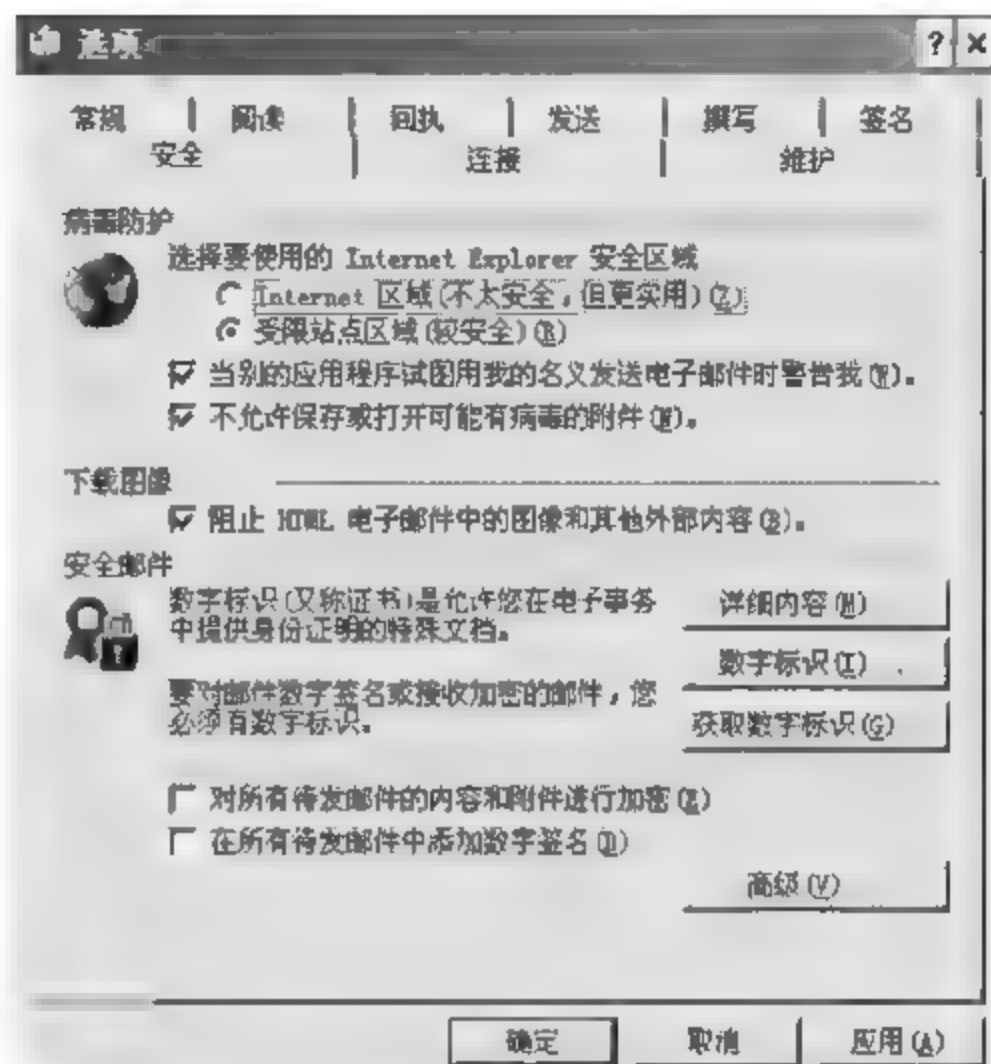 选项
? ×
常规 阅读 回执 发送 撰写 签名
安全 连接 维护
病毒防护
选择要使用的 Internet Explorer 安全区域
Internet 区域(不太安全,但更实用)(Z)
受限站点区域(较安全)(R)
当别的应用程序试图用我的名义发送电子邮件时警告我(W)。
不允许保存或打开可能有病毒的附件(N)。
下载图像
阻止 HTML 电子邮件中的图像和其他外部内容(B)。
安全邮件
数字标识(又称证书)是允许您在电子事务
中提供身份证明的特殊文档。
详细内容(M)
数字标识(I)
要对邮件数字签名或接收加密的邮件,您
必须有数字标识。
获取数字标识(G)
对所有待发邮件的内容和附件进行加密(E)
在所有待发邮件中添加数字签名(D)
高级(V)
确定 取消 应用(A)